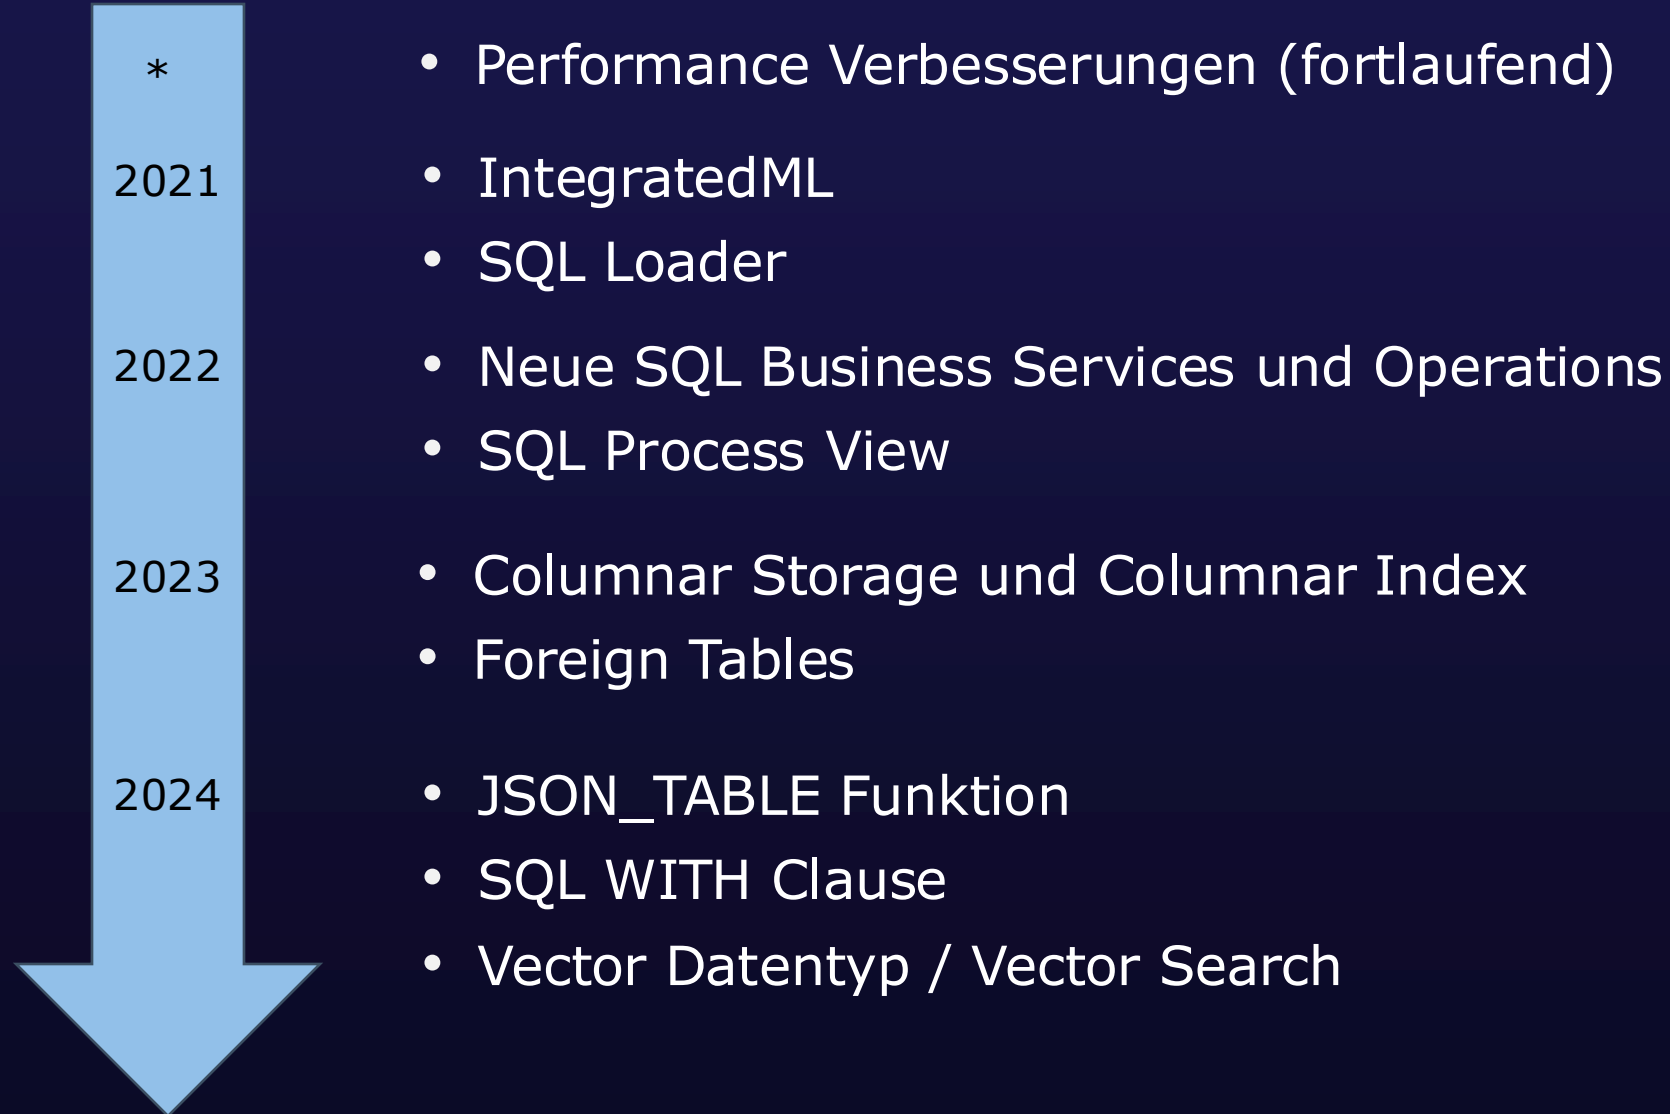 * • Performance Verbesserungen (fortlaufend)
2021 • IntegratedML
• SQL Loader
2022 • Neue SQL Business Services und Operations
• SQL Process View
2023 • Columnar Storage und Columnar Index
• Foreign Tables
2024 • JSON_TABLE Funktion
• SQL WITH Clause
• Vector Datentyp / Vector Search